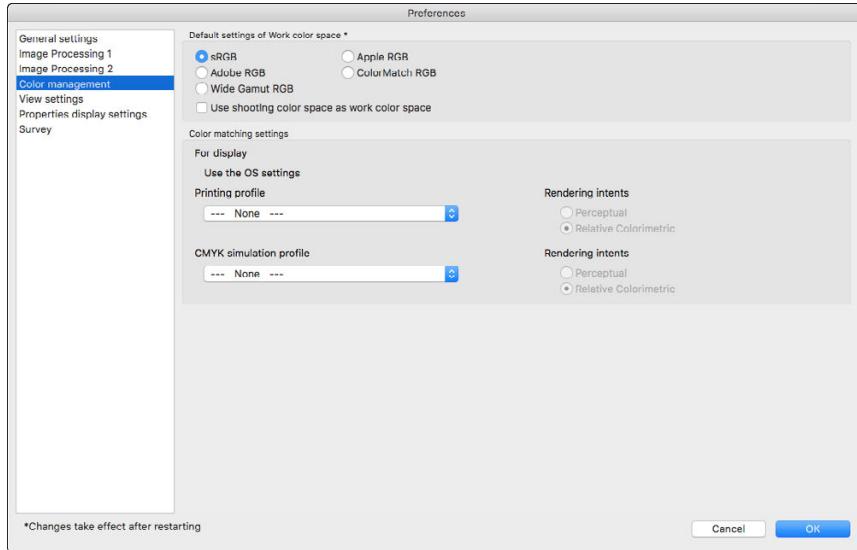 Preferences
General settings
Image Processing 1
Image Processing 2
Color management
View settings
Properties display settings
Survey
Default settings of Work color space *
sRGB
Apple RGB
Adobe RGB
ColorMatch RGB
Wide Gamut RGB
Use shooting color space as work color space
Color matching settings
For display
Use the OS settings
Printing profile
Rendering intents
--- None ---
Perceptual
Relative Colorimetric
CMYK simulation profile
Rendering intents
--- None ---
Perceptual
Relative Colorimetric
*Changes take effect after restarting
Cancel
OK